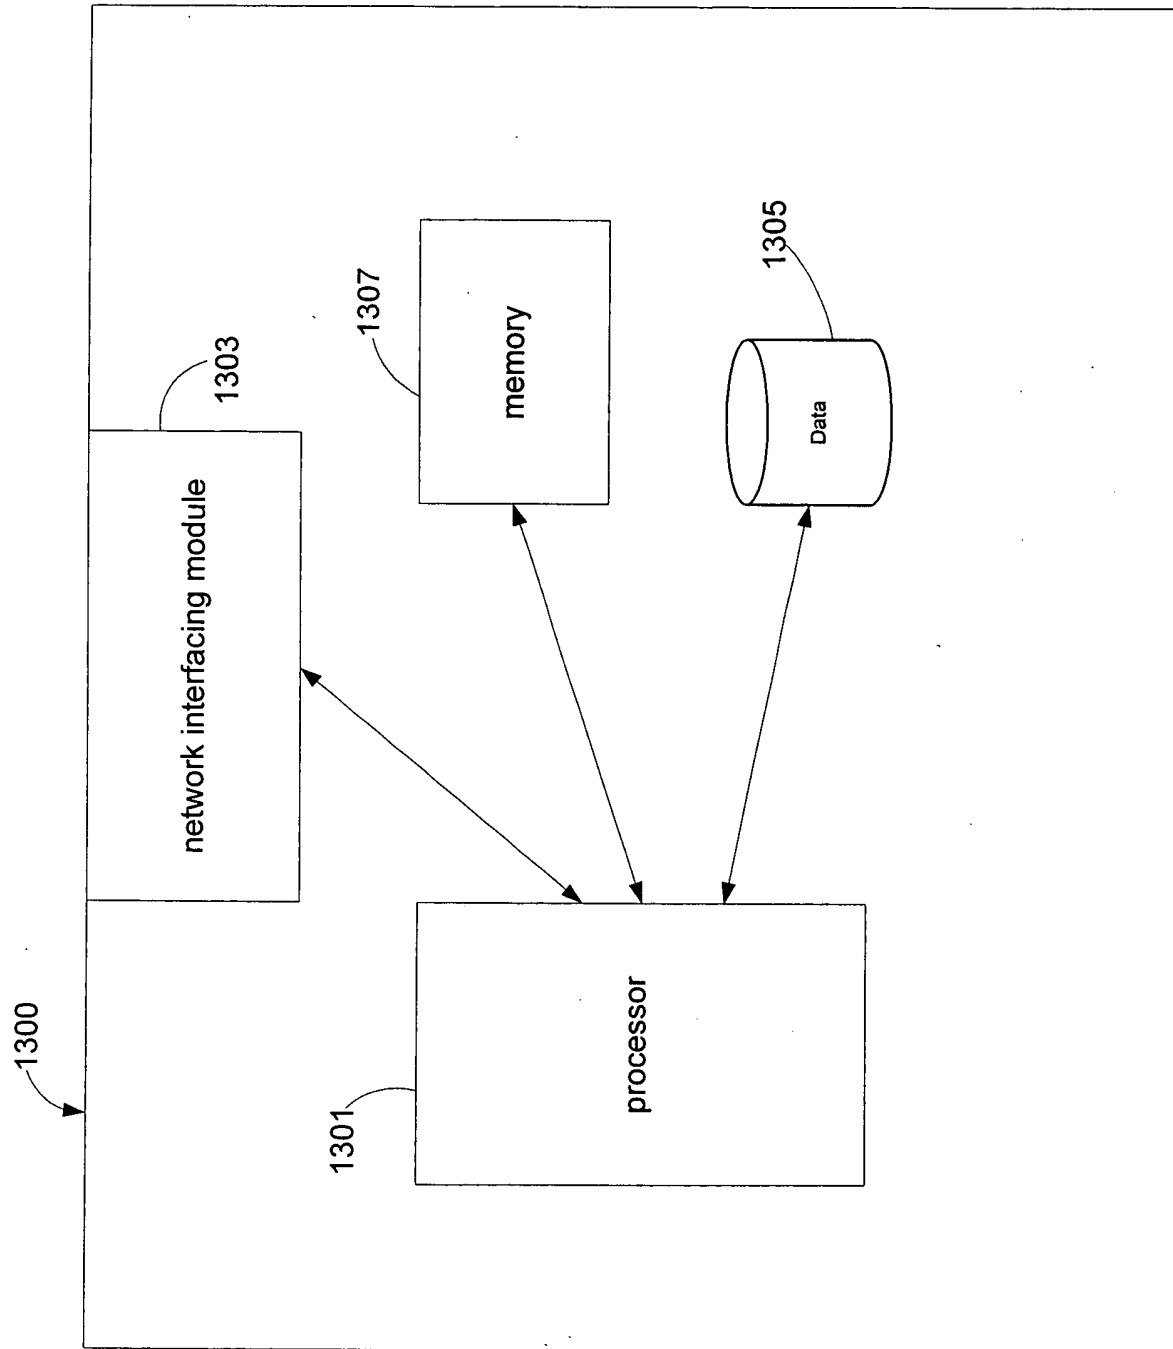 1300
1303
network interfacing module
1307
memory
1305
Data
1301
processor